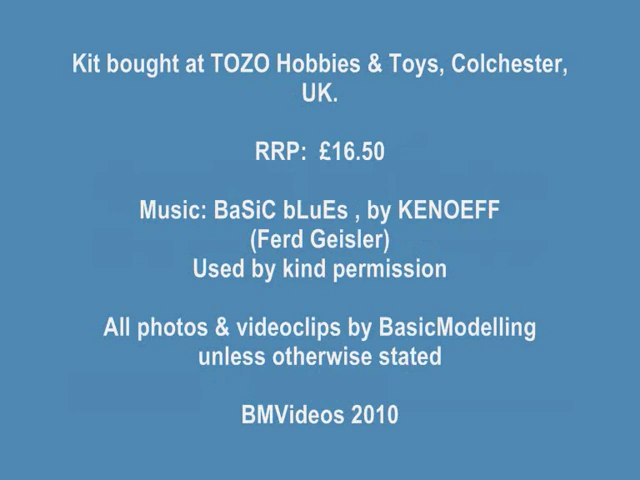 Kit bought at TOZO Hobbies & Toys, Colchester,
UK.
RRP:  £16.50
Music: BaSiC bLuEs , by KENOEFF
(Ferd Geisler)
Used by kind permission
All photos & videoclips by BasicModelling
unless otherwise stated
BMVideos 2010